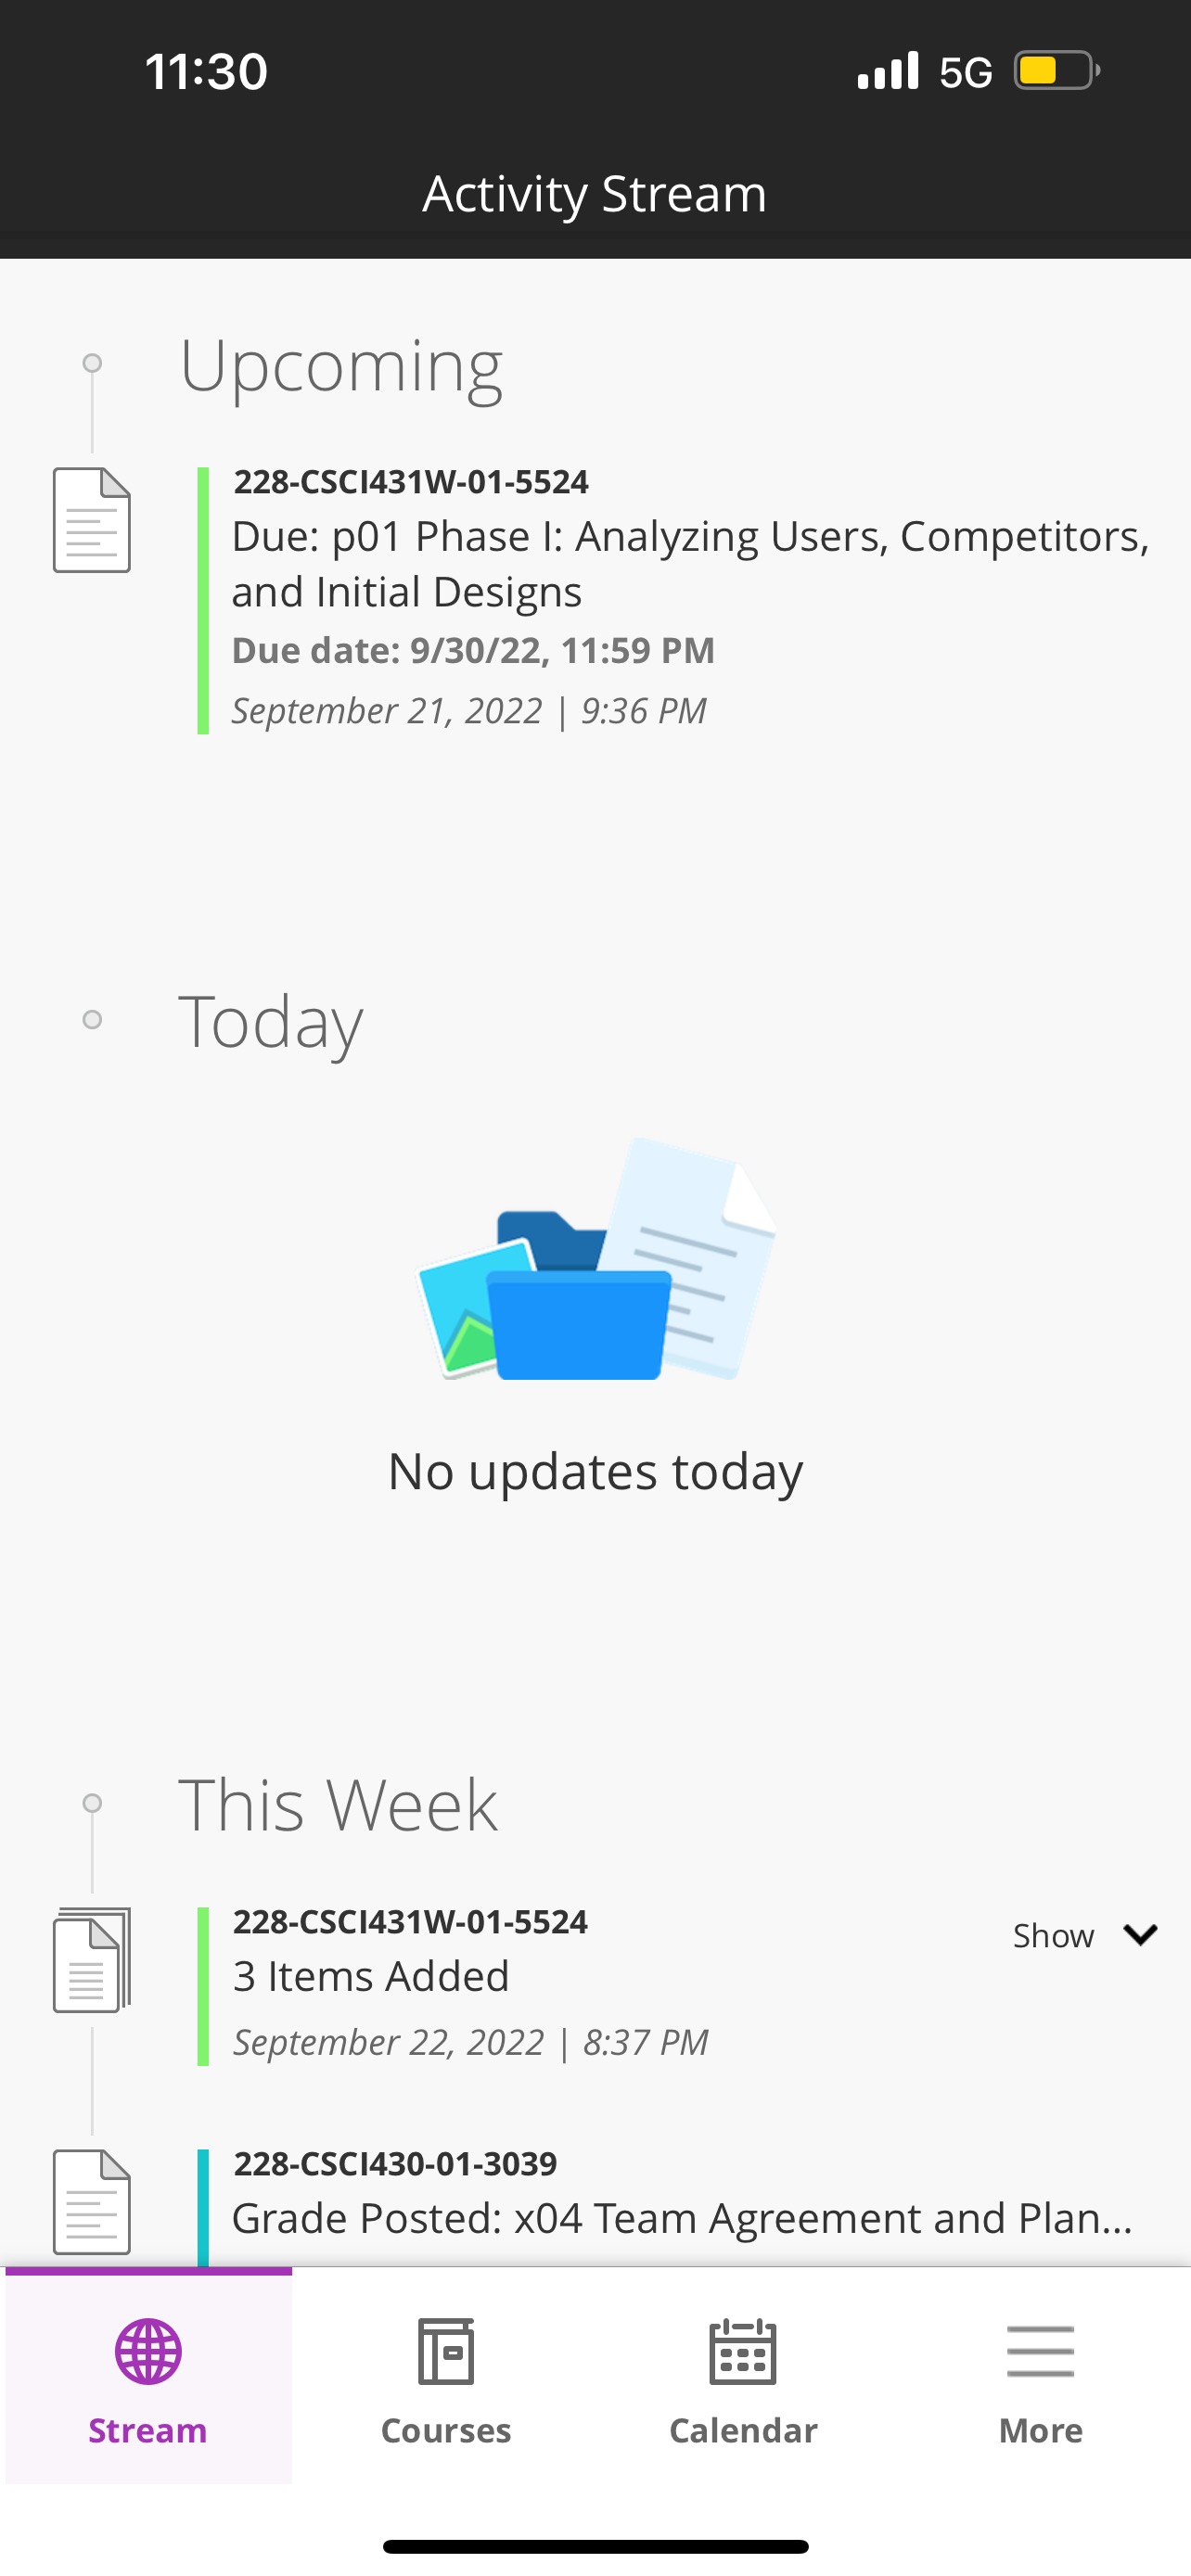 11:30
5G
Activity Stream
Upcoming
228-CSCI431W-01-5524
Due: p01 Phase I: Analyzing Users, Competitors,
and Initial Designs
Due date: 9/30/22, 11:59 PM
September 21, 2022 | 9:36 PM
Today
No updates today
This Week
228-CSCI431W-01-5524
Show
3 Items Added
September 22, 2022 | 8:37 PM
228-CSCI430-01-3039
Grade Posted: x04 Team Agreement and Plan...
Stream
Courses
Calendar
More